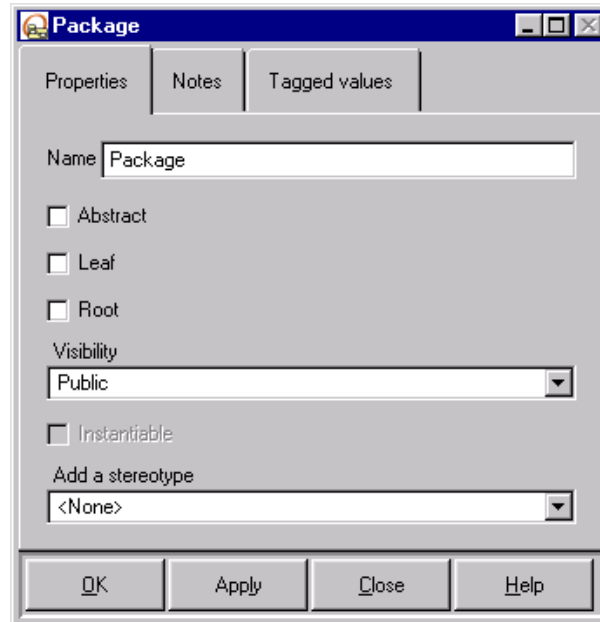 Package
Properties Notes Tagged values
Name Package
Abstract
Leaf
Root
Visibility
Public
Instantiable
Add a stereotype
<None>
OK Apply Close Help